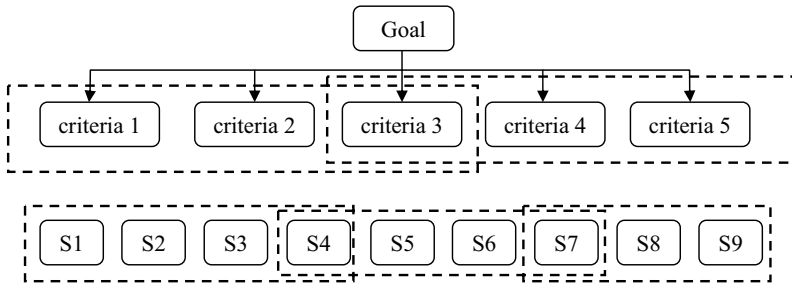 Goal
criteria 1 criteria 2 criteria 3 criteria 4 criteria 5
S1 S2 S3 S4 S5 S6 S7 S8 S9